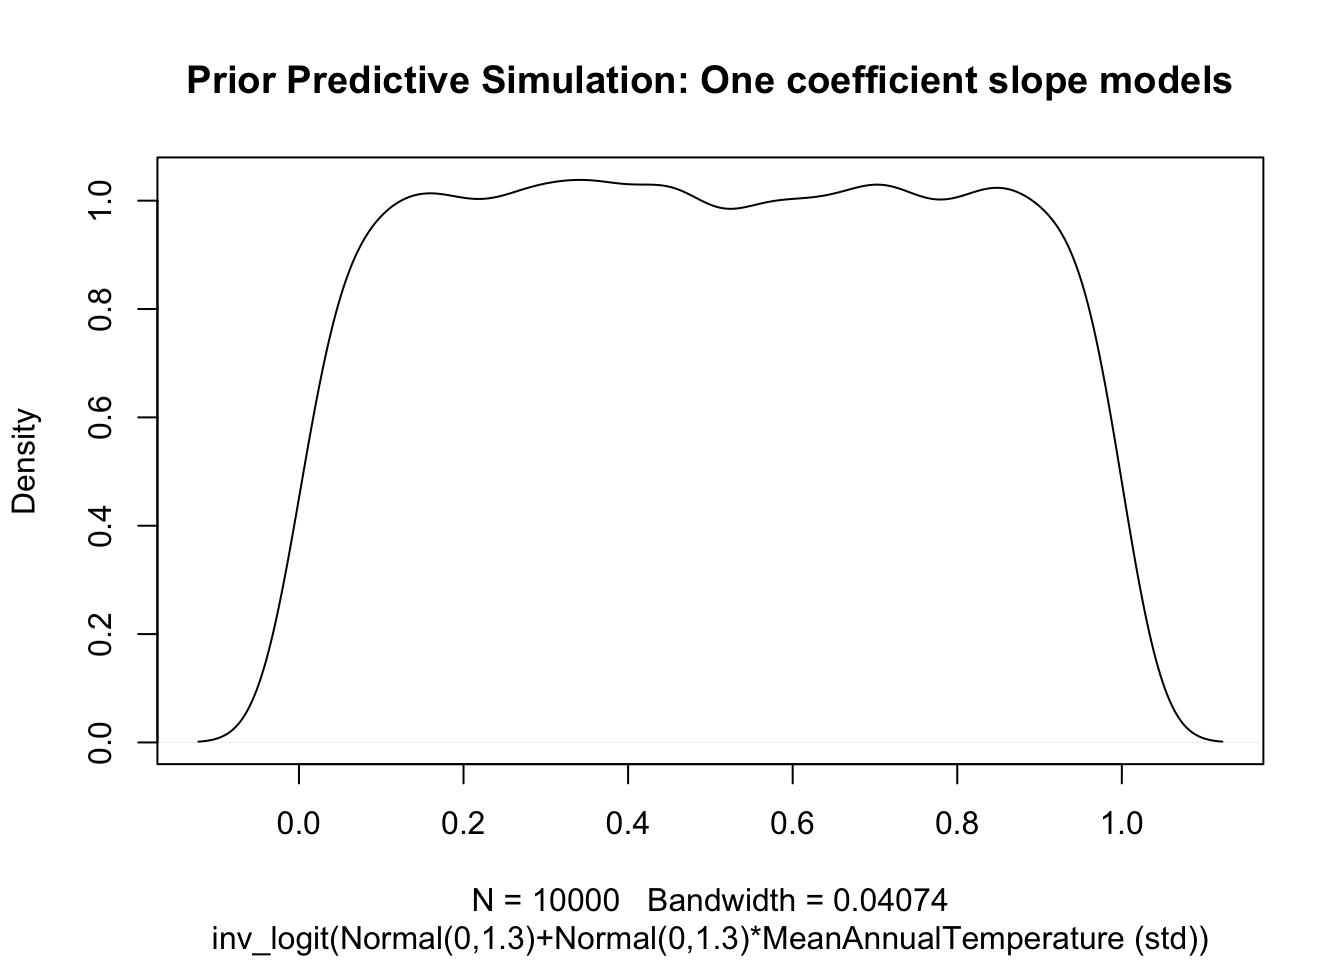 Prior Predictive Simulation: One coefficient slope models
Density
1.0
0.8
0.6
0.4
0.2
0.0
0.0 0.2 0.4 0.6 0.8 1.0
N = 10000 Bandwidth = 0.04074
inv_logit(Normal(0,1.3)+Normal(0,1.3)*MeanAnnualTemperature (std))